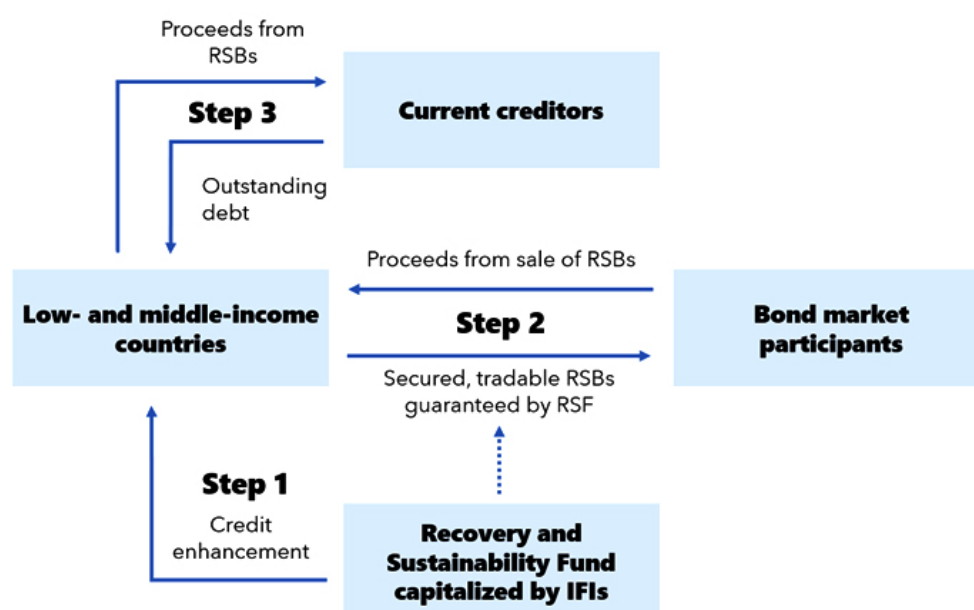 Proceeds from
RSBs
Step 3
Current creditors
Outstanding
debt
Proceeds from sale of RSBs
Low- and middle-income
countries
Step 2
Bond market
participants
Secured, tradable RSBs
guaranteed by RSF
Step 1
Credit
enhancement
Recovery and
Sustainability Fund
capitalized by IFIs